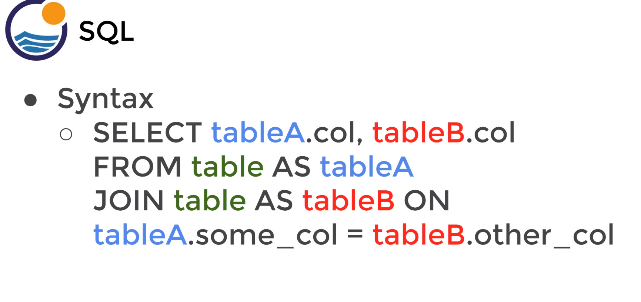 SQL
● Syntax
○ SELECT tableA.col, tableB.col
FROM table AS tableA
JOIN table AS tableB ON
tableA.some_col = tableB.other_col